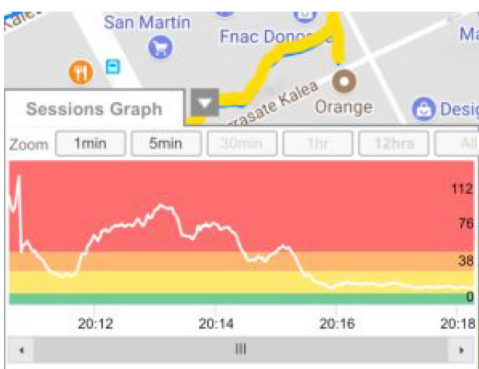 San Martín
Fnac Dono
Ma
Kalea
Orange
Desig
Sessions Graph
Zoom 1min 5min 30min 1hr 12hrs All
112
76
38
0
20:12 20:14 20:16 20:18